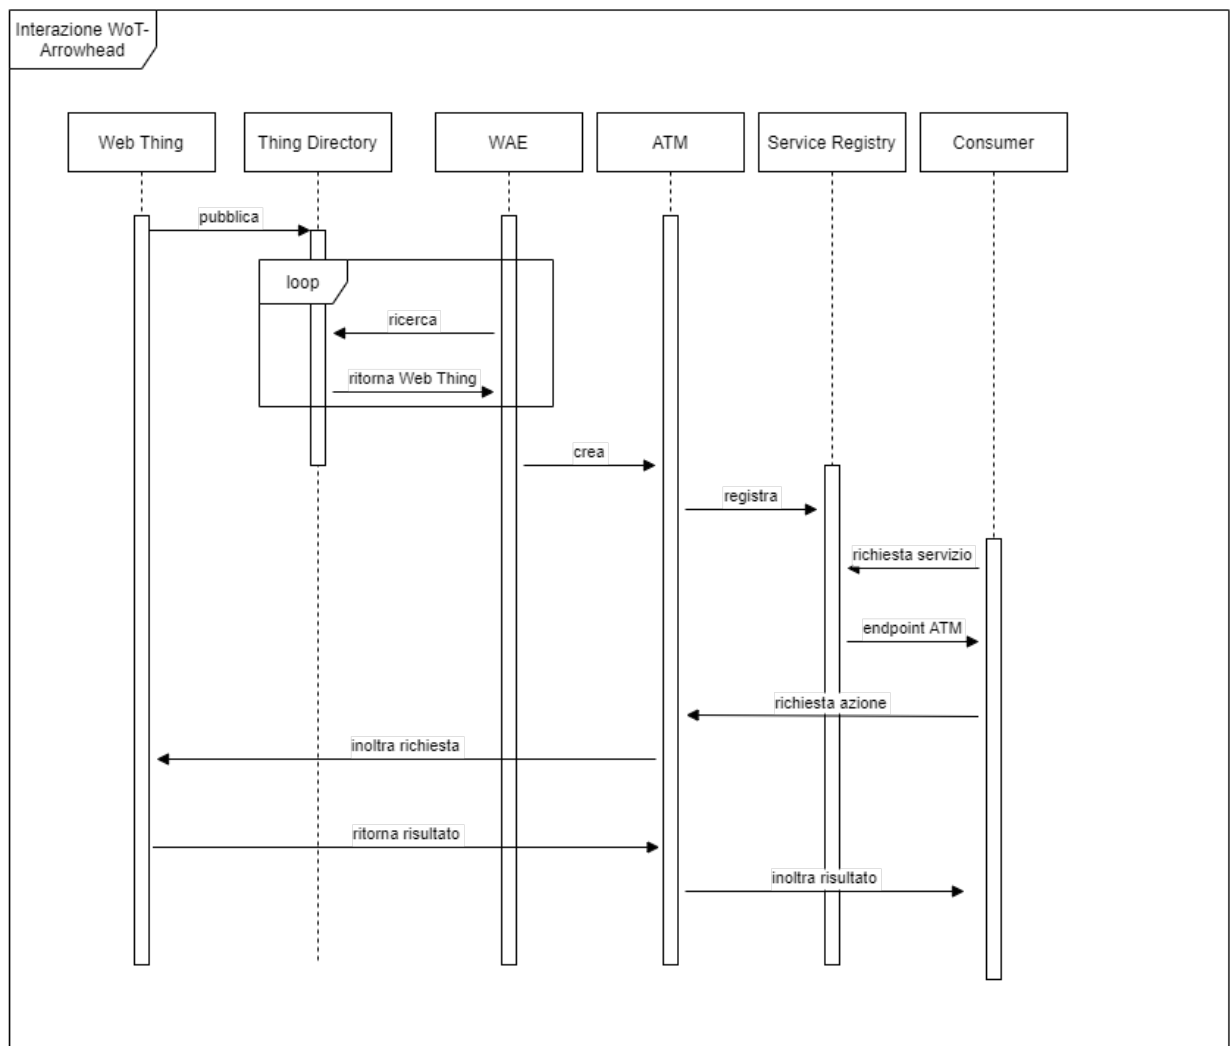 Interazione WoT-
Arrowhead
Web Thing
Thing Directory
WAE
ATM
Service Registry
Consumer
pubblica
loop
ricerca
ritorna Web Thing
crea
registra
richiesta servizio
endpoint ATM
richiesta azione
inoltra richiesta
ritorna risultato
inoltra risultato